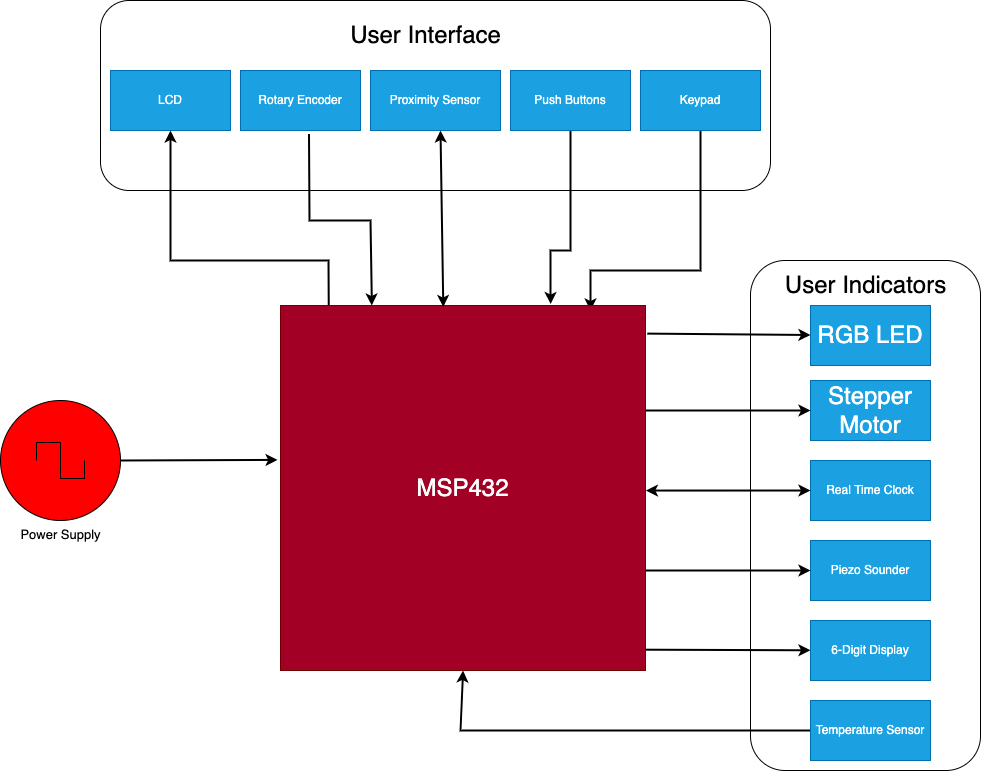 User Interface
LCD
Rotary Encoder
Proximity Sensor
Push Buttons
Keypad
User Indicators
RGB LED
Stepper
Motor
Real Time Clock
Piezo Sounder
6-Digit Display
Temperature Sensor
MSP432
Power Supply